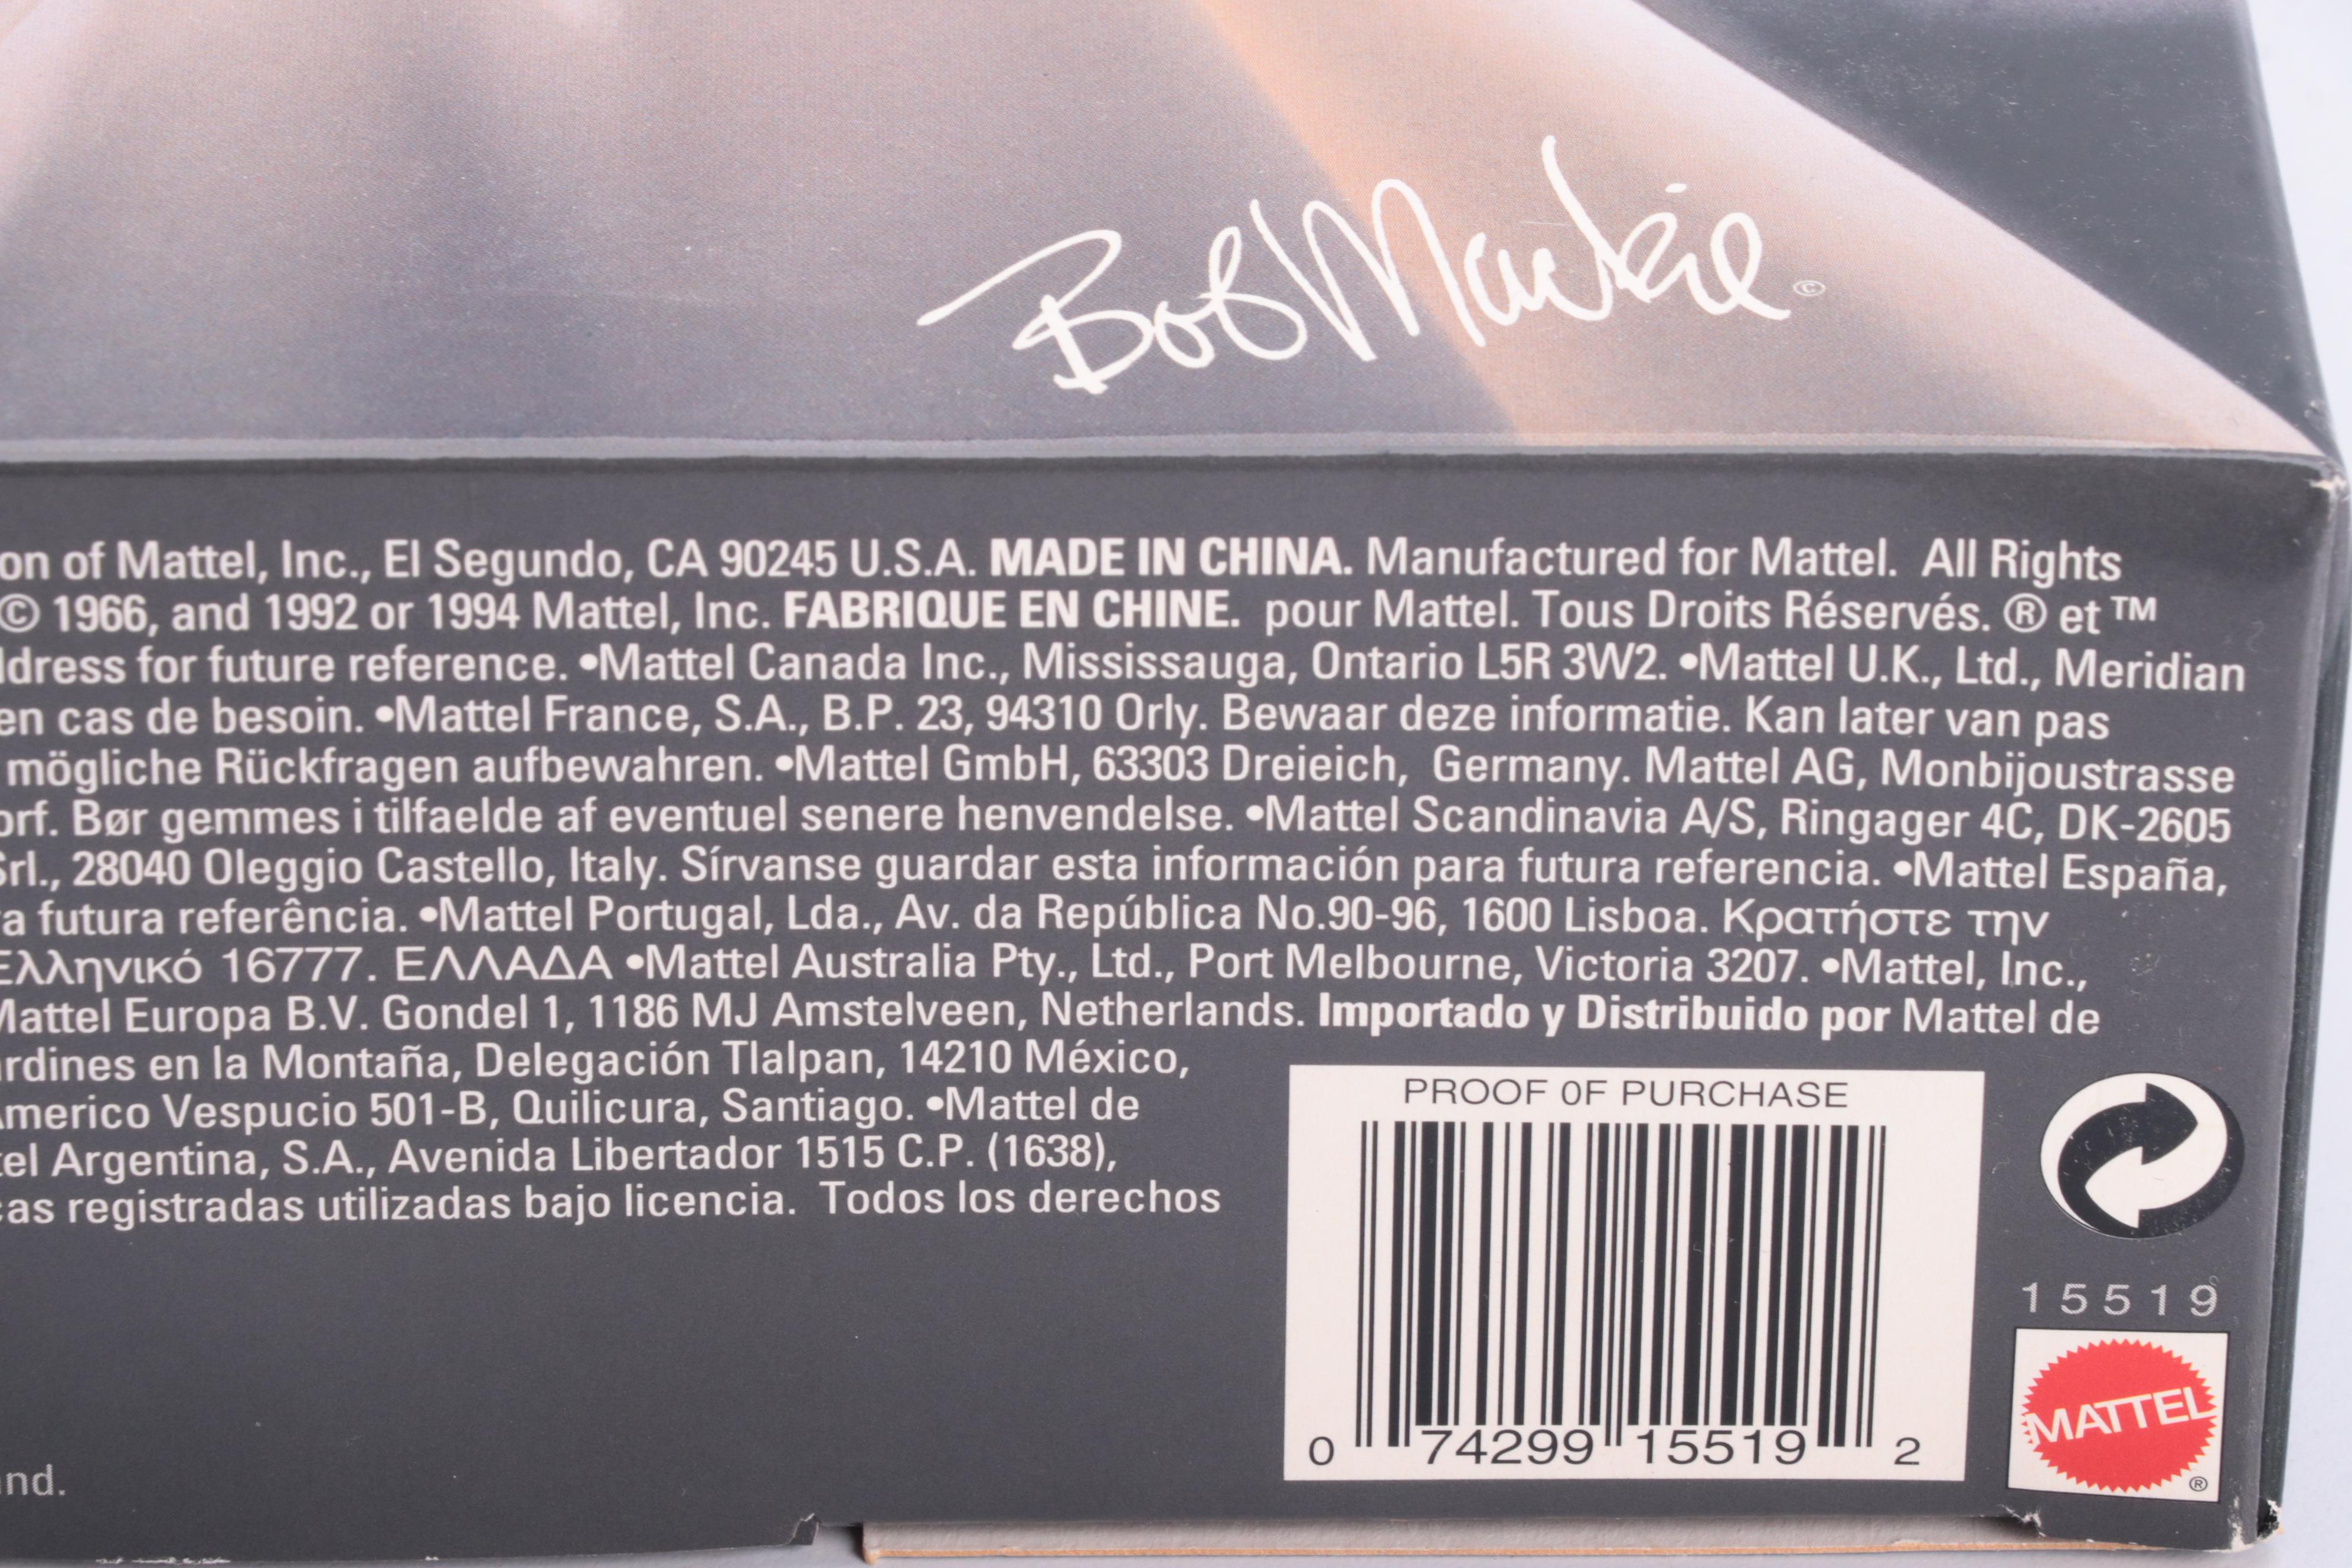 Bob Mackie ©
on of Mattel, Inc., El Segundo, CA 90245 U.S.A. MADE IN CHINA. Manufactured for Mattel. All Rights
© 1966, and 1992 or 1994 Mattel, Inc. FABRIQUE EN CHINE. pour Mattel. Tous Droits Réservés. ® et ™
ddress for future reference. •Mattel Canada Inc., Mississauga, Ontario L5R 3W2. •Mattel U.K., Ltd., Meridian
en cas de besoin. •Mattel France, S.A., B.P. 23, 94310 Orly. Bewaar deze informatie. Kan later van pas
mögliche Rückfragen aufbewahren. •Mattel GmbH, 63303 Dreieich, Germany. Mattel AG, Monbijoustrasse
orf. Bør gemmes i tilfaelde af eventuel senere henvendelse. •Mattel Scandinavia A/S, Ringager 4C, DK-2605
Srl., 28040 Oleggio Castello, Italy. Sírvanse guardar esta información para futura referencia. •Mattel España,
ra futura referência. •Mattel Portugal, Lda., Av. da República No.90-96, 1600 Lisboa. Κρατήστε την
Ελληνικό 16777. ΕΛΛΑΔΑ •Mattel Australia Pty., Ltd., Port Melbourne, Victoria 3207. •Mattel, Inc.,
Mattel Europa B.V. Gondel 1, 1186 MJ Amstelveen, Netherlands. Importado y Distribuido por Mattel de
ardines en la Montaña, Delegación Tlalpan, 14210 México,
Americo Vespucio 501-B, Quilicura, Santiago. •Mattel de
tel Argentina, S.A., Avenida Libertador 1515 C.P. (1638),
cas registradas utilizadas bajo licencia. Todos los derechos
nd.
PROOF OF PURCHASE
0 74299 15519 2
15519
MATTEL ®